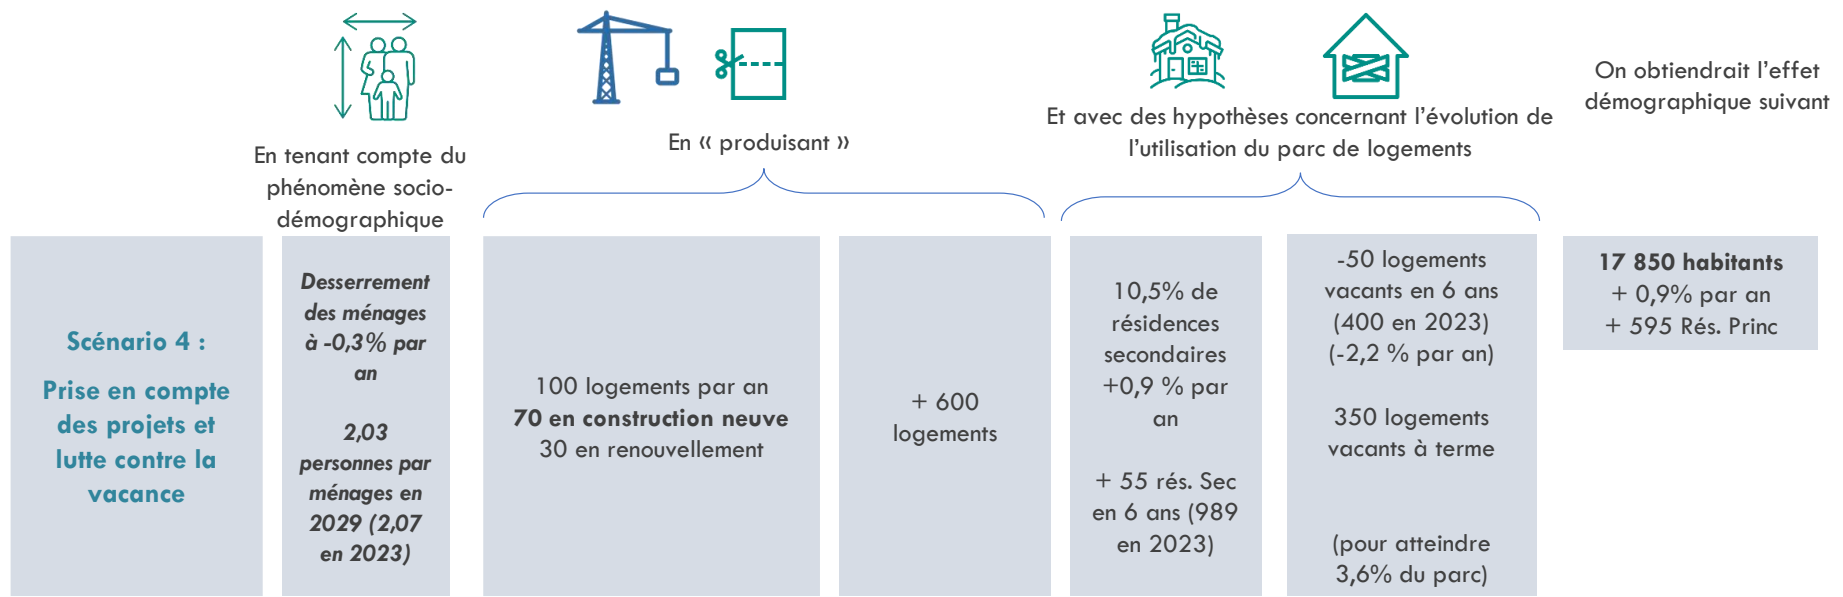 En tenant compte du
phénomène socio-
démographique
En « produisant »
Et avec des hypothèses concernant l’évolution de
l’utilisation du parc de logements
On obtiendrait l’effet
démographique suivant
Scénario 4 :
Prise en compte
des projets et
lutte contre la
vacance
Desserrement
des ménages
à -0,3% par
an
2,03
personnes par
ménages en
2029 (2,07
en 2023)
100 logements par an
70 en construction neuve
30 en renouvellement
+ 600
logements
10,5% de
résidences
secondaires
+0,9 % par
an
+ 55 rés. Sec
en 6 ans (989
en 2023)
-50 logements
vacants en 6 ans
(400 en 2023)
(-2,2 % par an)
350 logements
vacants à terme
(pour atteindre
3,6% du parc)
17 850 habitants
+ 0,9% par an
+ 595 Rés. Princ